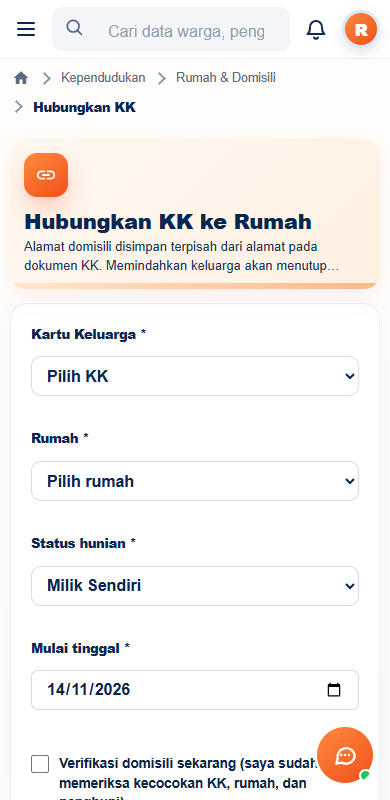 Cari data warga, peng
R
Kependudukan
Rumah & Domisili
Hubungkan KK
Hubungkan KK ke Rumah
Alamat domisili disimpan terpisah dari alamat pada
dokumen KK. Memindahkan keluarga akan menutup…
Kartu Keluarga *
Pilih KK
Rumah *
Pilih rumah
Status hunian *
Milik Sendiri
Mulai tinggal *
14/11/2026
Verifikasi domisili sekarang (saya sudah
memeriksa kecocokan KK, rumah, dan